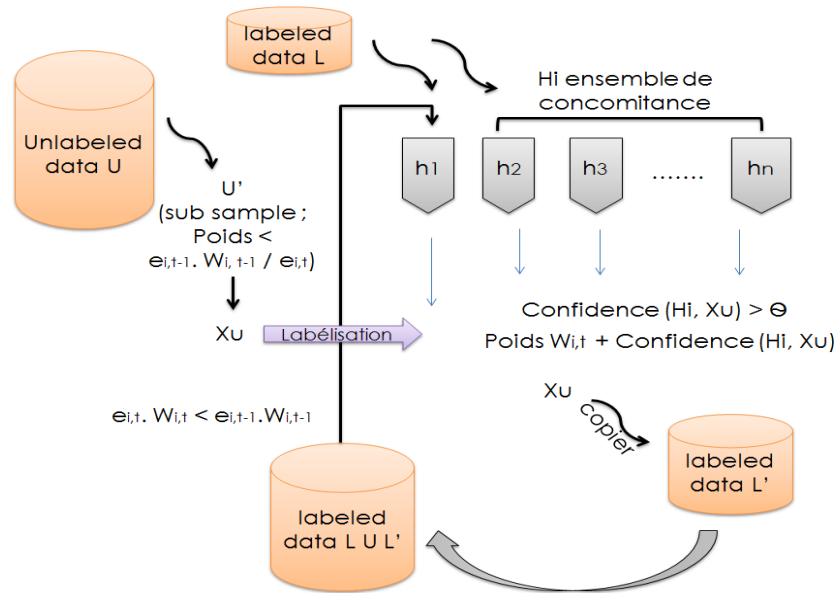 labeled
data L
Unlabeled
data U
Hi ensemble de
concomitance
h1
h2
h3
.......
hn
U'
(sub sample ;
Poids <
ei,t-1. Wi, t-1 / ei,t)
Xu
Labélisation
Confidence (Hi, Xu) > Θ
Poids Wi,t + Confidence (Hi, Xu)
ei,t. Wi,t < ei,t-1.Wi,t-1
Xu
copier
labeled
data L'
labeled
data L U L'